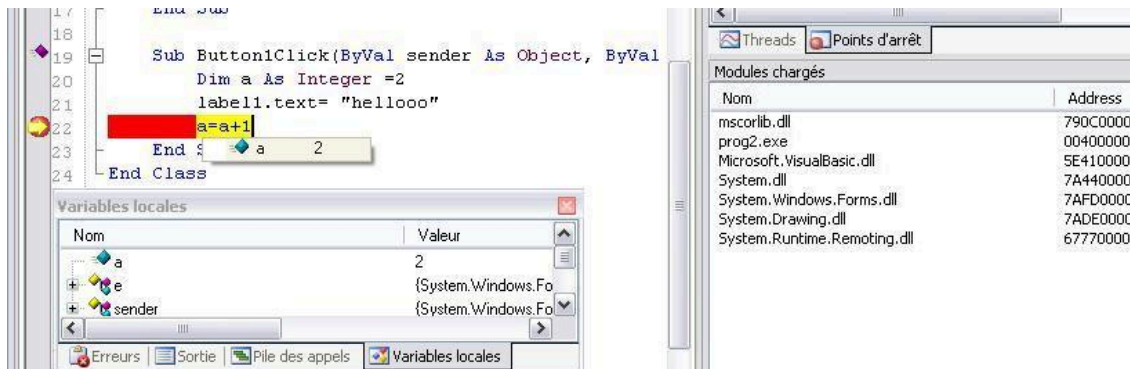 17 End Sub
18
19 Sub Button1Click(ByVal sender As Object, ByVal
20 Dim a As Integer =2
21 label1.text= "hellooo"
22 a=a+1
a 2
23 End
24 End Class
Variables locales
Nom Valeur
a 2
e {System.Windows.Fo
sender {System.Windows.Fo
Erreurs Sortie Pile des appels Variables locales
Threads Points d'arrêt
Modules chargés
Nom Address
mscorlib.dll 790C0000
prog2.exe 00400000
Microsoft.VisualBasic.dll 5E410000
System.dll 7A440000
System.Windows.Forms.dll 7AFD0000
System.Drawing.dll 7ADE0000
System.Runtime.Remoting.dll 67770000